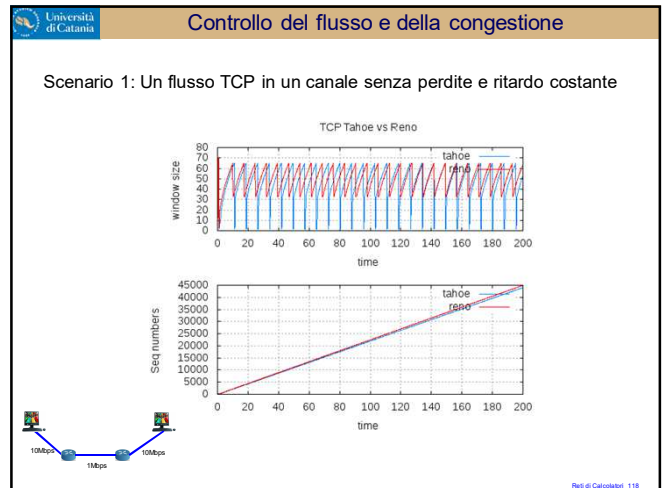 Università
di Catania
Controllo del flusso e della congestione
Scenario 1: Un flusso TCP in un canale senza perdite e ritardo costante
TCP Tahoe vs Reno
80
70
60
50
40
30
20
10
0
window size
tahoe
reno
0 20 40 60 80 100 120 140 160 180 200
time
45000
40000
35000
30000
25000
20000
15000
10000
5000
0
Seq numbers
tahoe
reno
0 20 40 60 80 100 120 140 160 180 200
time
10Mbps
1Mbps
10Mbps
Reti di Calcolatori 118